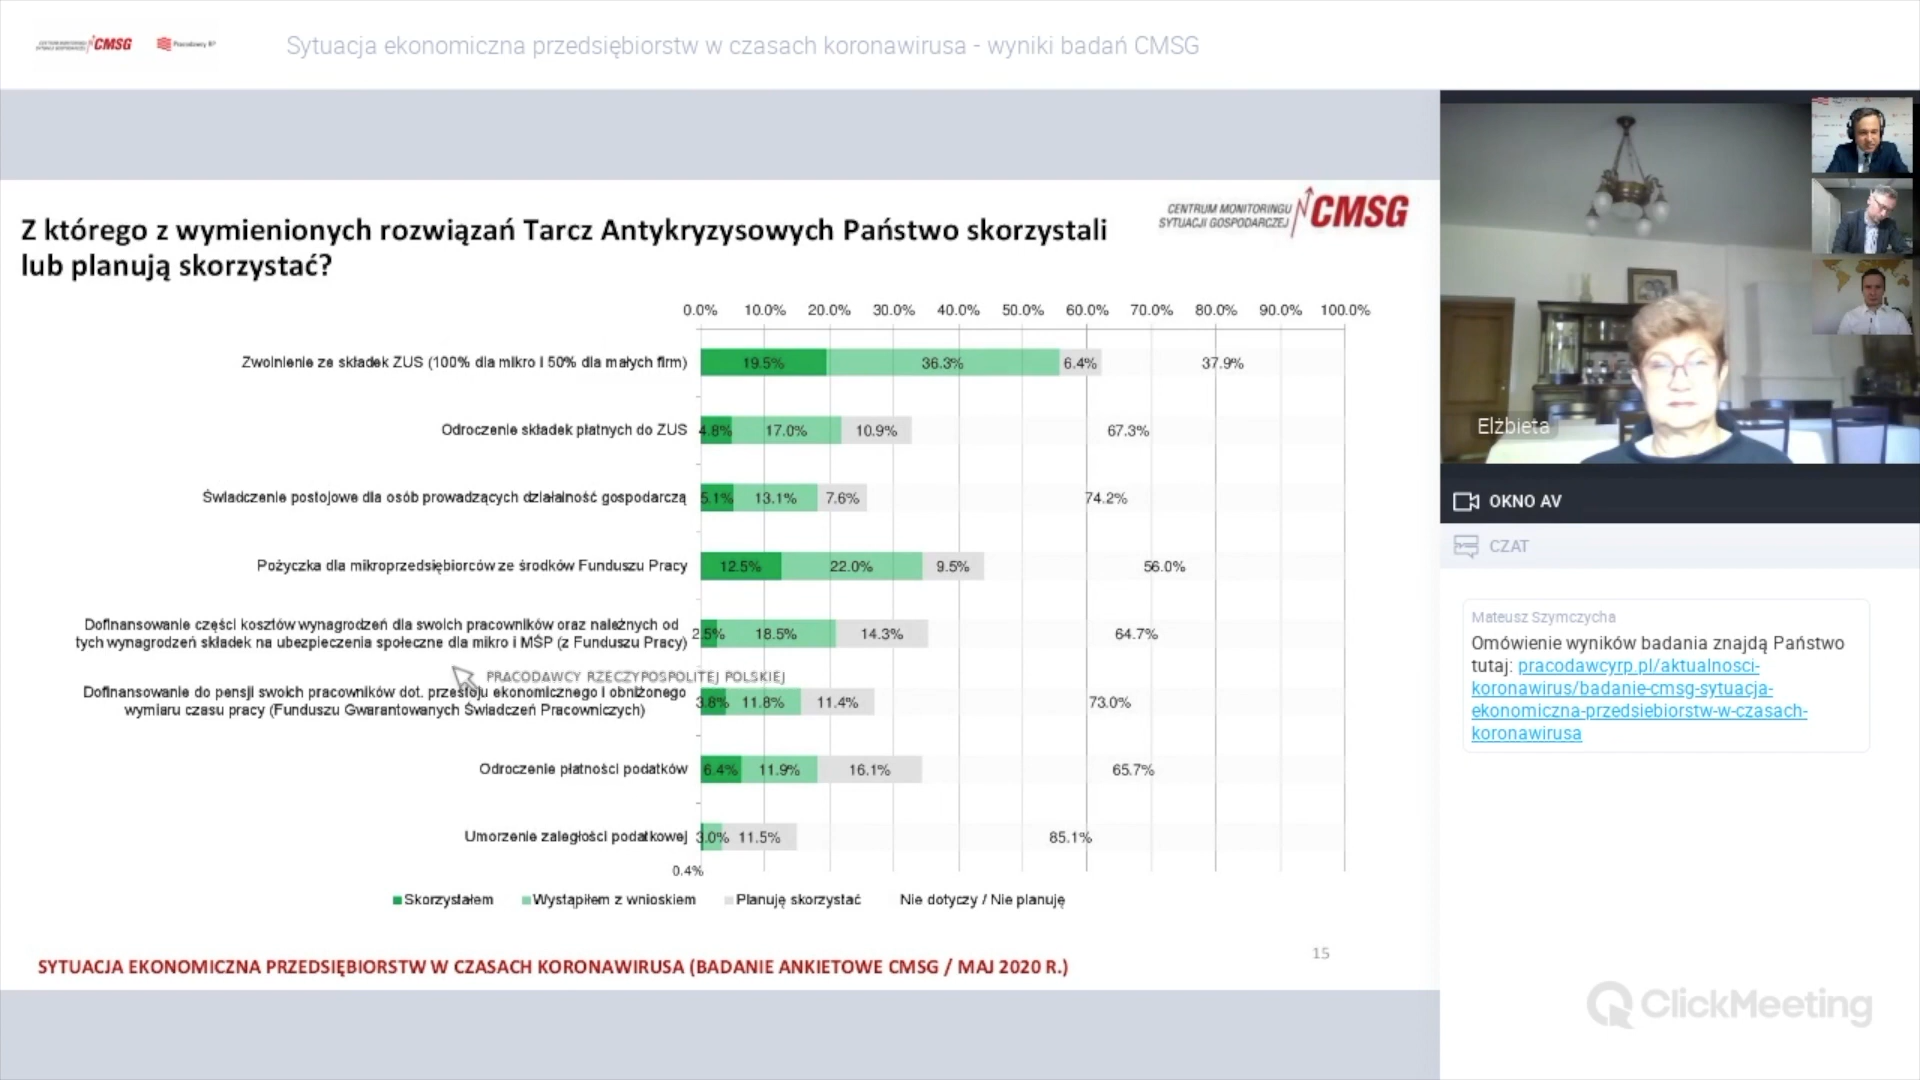 CMSG
Pracodawcy RP
Sytuacja ekonomiczna przedsiębiorstw w czasach koronawirusa - wyniki badań CMSG
Z którego z wymienionych rozwiązań Tarcz Antykryzysowych Państwo skorzystali
lub planują skorzystać?
CENTRUM MONITORINGU
SYTUACJI GOSPODARCZEJ
CMSG
0.0% 10.0% 20.0% 30.0% 40.0% 50.0% 60.0% 70.0% 80.0% 90.0% 100.0%
Zwolnienie ze składek ZUS (100% dla mikro i 50% dla małych firm) 19.5% 36.3% 6.4% 37.9%
Odroczenie składek płatnych do ZUS 4.8% 17.0% 10.9% 67.3%
Świadczenie postojowe dla osób prowadzących działalność gospodarczą 5.1% 13.1% 7.6% 74.2%
Pożyczka dla mikroprzedsiębiorców ze środków Funduszu Pracy 12.5% 22.0% 9.5% 56.0%
Dofinansowanie części kosztów wynagrodzeń dla swoich pracowników oraz należnych od
tych wynagrodzeń składek na ubezpieczenia społeczne dla mikro i MŚP (z Funduszu Pracy) 2.5% 18.5% 14.3% 64.7%
PRACODAWCY RZECZYPOSPOLITEJ POLSKIEJ
Dofinansowanie do pensji swoich pracowników dot. przestoju ekonomicznego i obniżonego
wymiaru czasu pracy (Funduszu Gwarantowanych Świadczeń Pracowniczych) 3.8% 11.8% 11.4% 73.0%
Odroczenie płatności podatków 6.4% 11.9% 16.1% 65.7%
Umorzenie zaległości podatkowej 3.0% 11.5% 85.1%
0.4%
Skorzystałem Wystąpiłem z wnioskiem Planuję skorzystać Nie dotyczy / Nie planuję
SYTUACJA EKONOMICZNA PRZEDSIĘBIORSTW W CZASACH KORONAWIRUSA (BADANIE ANKIETOWE CMSG / MAJ 2020 R.)
15
Elżbieta
OKNO AV
CZAT
Mateusz Szymczycha
Omówienie wyników badania znajdą Państwo
tutaj: pracodawcyrp.pl/aktualnosci-
koronawirus/badanie-cmsg-sytuacja-
ekonomiczna-przedsiebiorstw-w-czasach-
koronawirusa
ClickMeeting